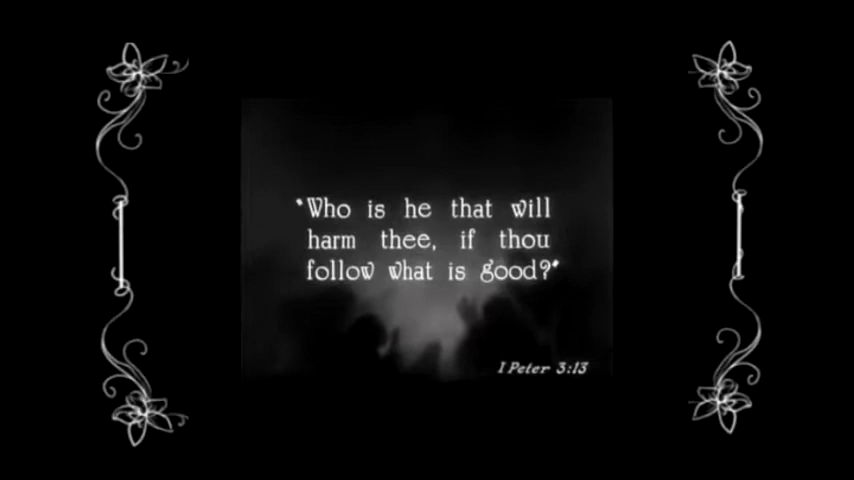 "Who is he that will
harm thee, if thou
follow what is good?"
I Peter 3:13